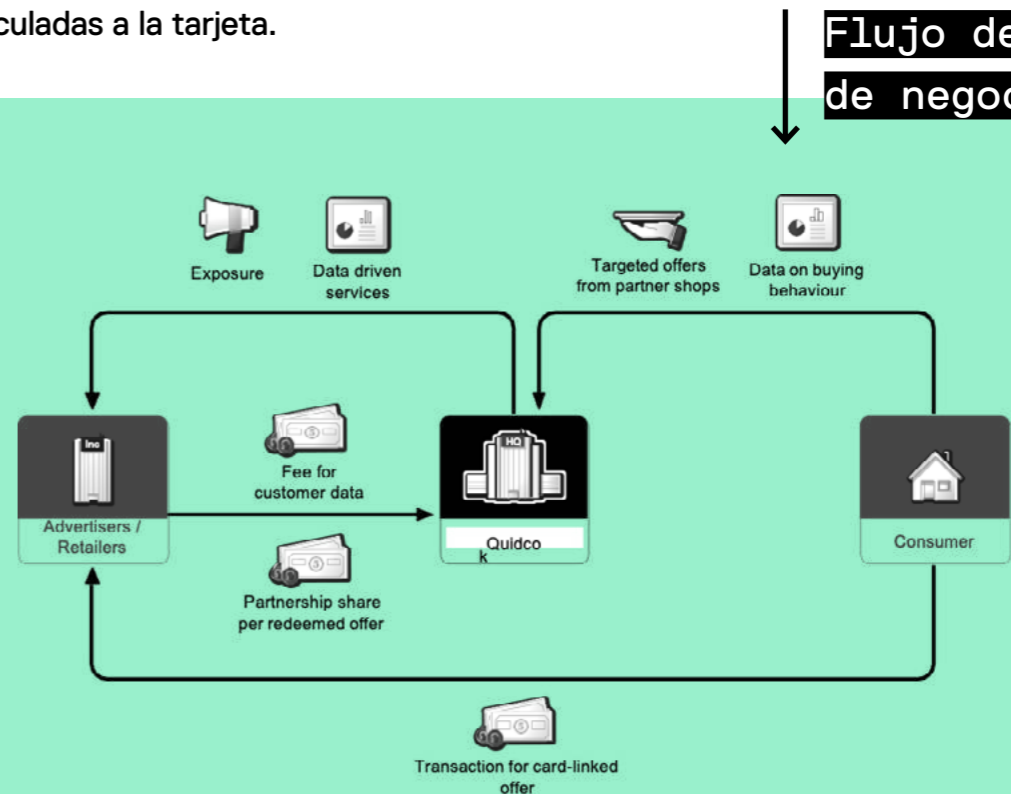 culadas a la tarjeta.
Flujo de
de negoc
Exposure
Data driven
services
Targeted offers
from partner shops
Data on buying
behaviour
Inc
Advertisers /
Retailers
Fee for
customer data
HQ
Quidco
k
Consumer
Partnership share
per redeemed offer
Transaction for card-linked
offer